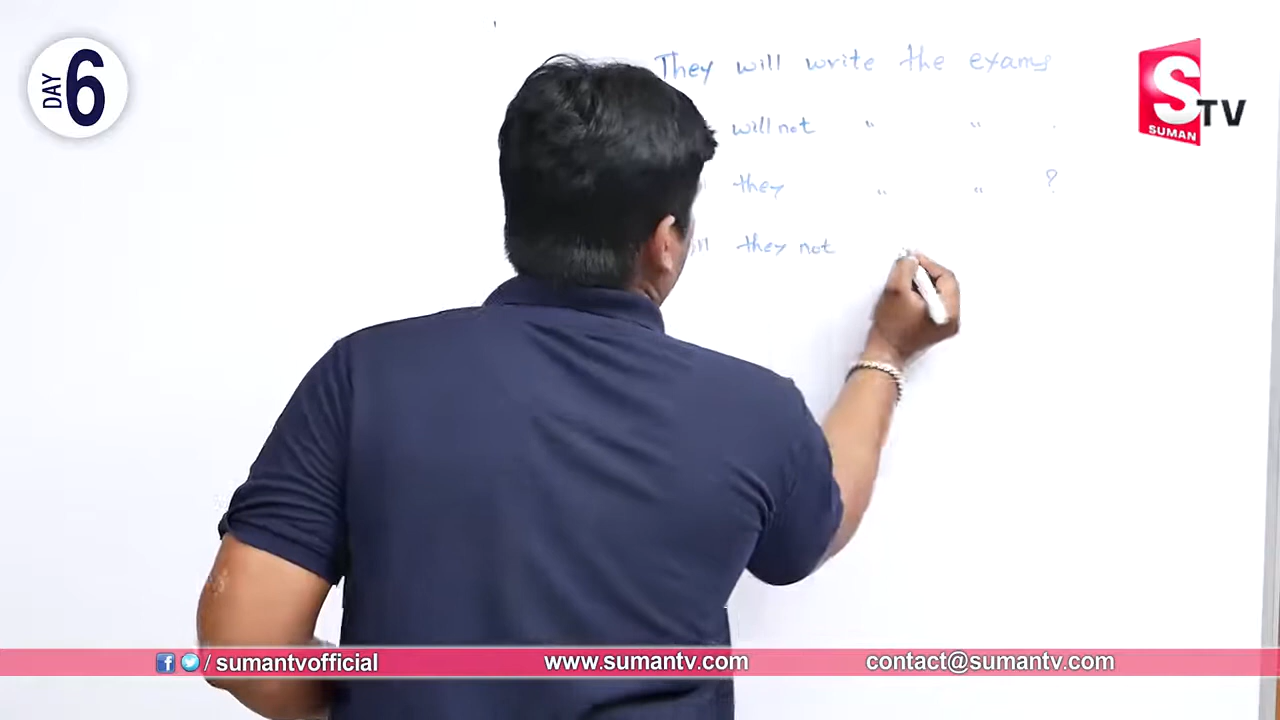 DAY 6
They will write the exams
will not " " .
they " " ?
they not
S TV
SUMAN
/ sumantvofficial
www.sumantv.com
contact@sumantv.com